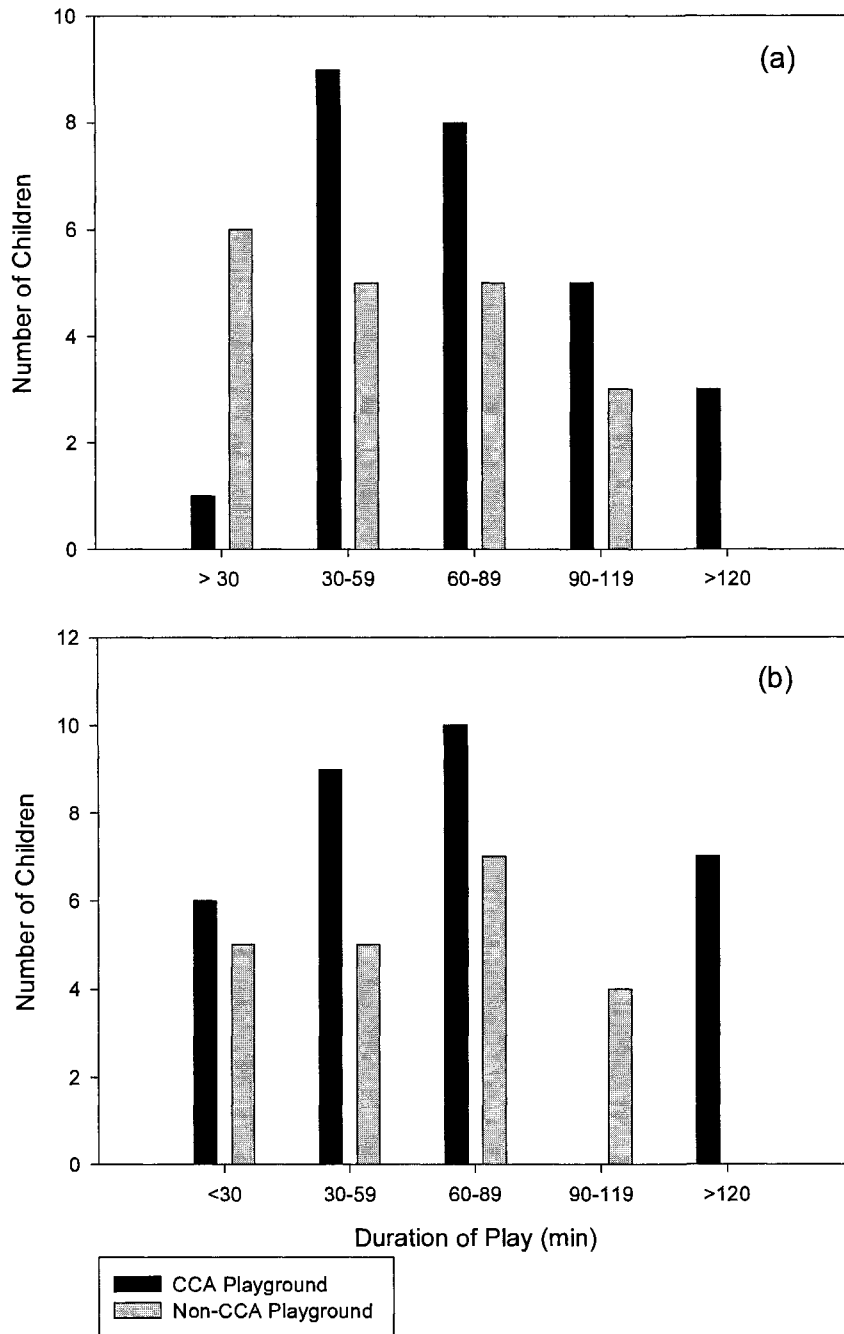 (a)
Number of Children
10
8
6
4
2
0
> 30 30-59 60-89 90-119 >120
(b)
Number of Children
12
10
8
6
4
2
0
<30 30-59 60-89 90-119 >120
Duration of Play (min)
CCA Playground
Non-CCA Playground